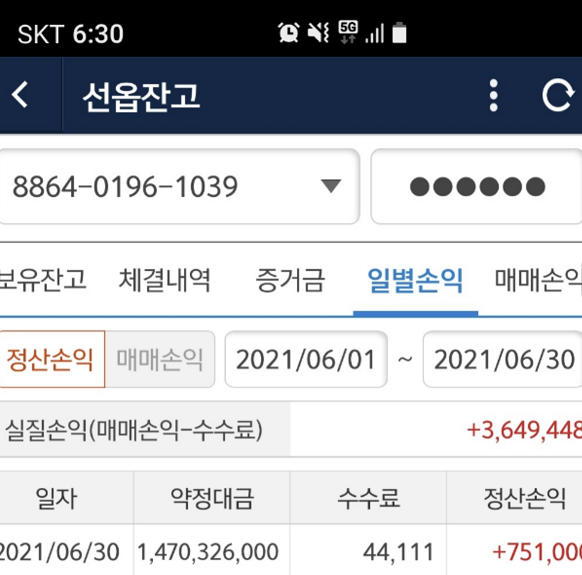 SKT 6:30 5G
선옵잔고
8864-0196-1039 ●●●●●●
보유잔고 체결내역 증거금 일별손익 매매손익
정산손익 매매손익 2021/06/01 ~ 2021/06/30
실질손익(매매손익-수수료) +3,649,448
일자 약정대금 수수료 정산손익
2021/06/30 1,470,326,000 44,111 +751,000